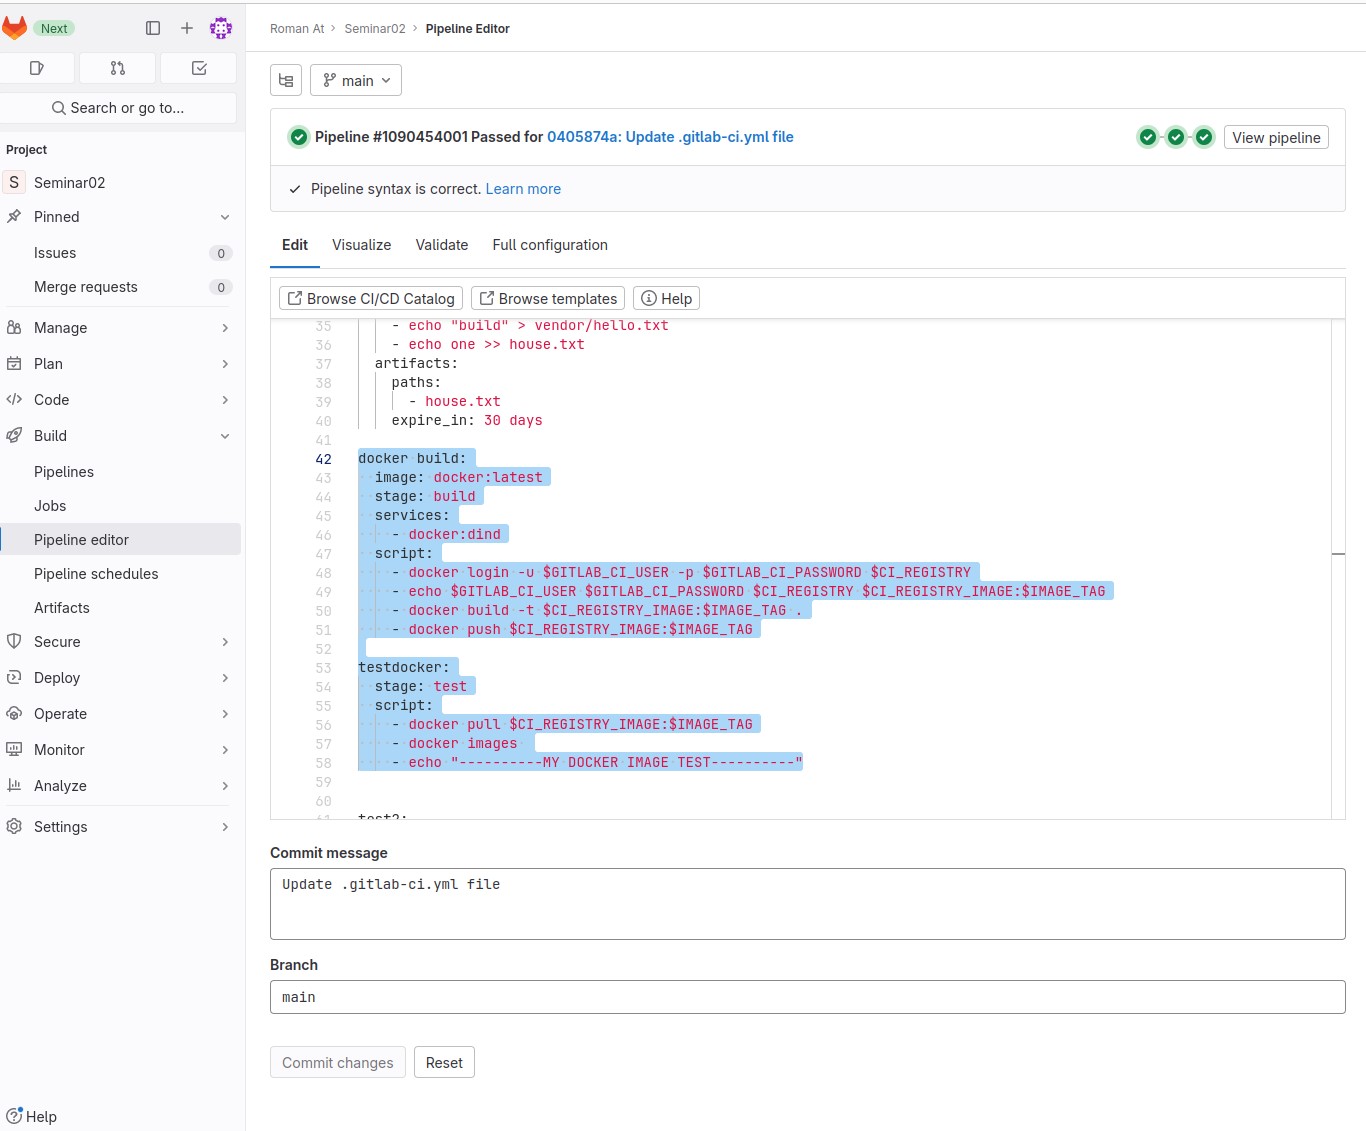 Next
Roman At › Seminar02 › Pipeline Editor
Search or go to...
main
Pipeline #1090454001 Passed for 0405874a: Update .gitlab-ci.yml file
View pipeline
Pipeline syntax is correct. Learn more
Edit Visualize Validate Full configuration
Browse CI/CD Catalog Browse templates Help
Project
S Seminar02
Pinned
Issues 0
Merge requests 0
Manage
Plan
Code
Build
Pipelines
Jobs
Pipeline editor
Pipeline schedules
Artifacts
Secure
Deploy
Operate
Monitor
Analyze
Settings
Help
35 - echo "build" > vendor/hello.txt
36 - echo one >> house.txt
37 artifacts:
38 paths:
39 - house.txt
40 expire_in: 30 days
41
42 docker build:
43 image: docker:latest
44 stage: build
45 services:
46 - docker:dind
47 script:
48 - docker login -u $GITLAB_CI_USER -p $GITLAB_CI_PASSWORD $CI_REGISTRY
49 - echo $GITLAB_CI_USER $GITLAB_CI_PASSWORD $CI_REGISTRY $CI_REGISTRY_IMAGE:$IMAGE_TAG
50 - docker build -t $CI_REGISTRY_IMAGE:$IMAGE_TAG .
51 - docker push $CI_REGISTRY_IMAGE:$IMAGE_TAG
52
53 testdocker:
54 stage: test
55 script:
56 - docker pull $CI_REGISTRY_IMAGE:$IMAGE_TAG
57 - docker images
58 - echo "----------MY DOCKER IMAGE TEST----------"
59
60
61 test2:
Commit message
Update .gitlab-ci.yml file
Branch
main
Commit changes Reset